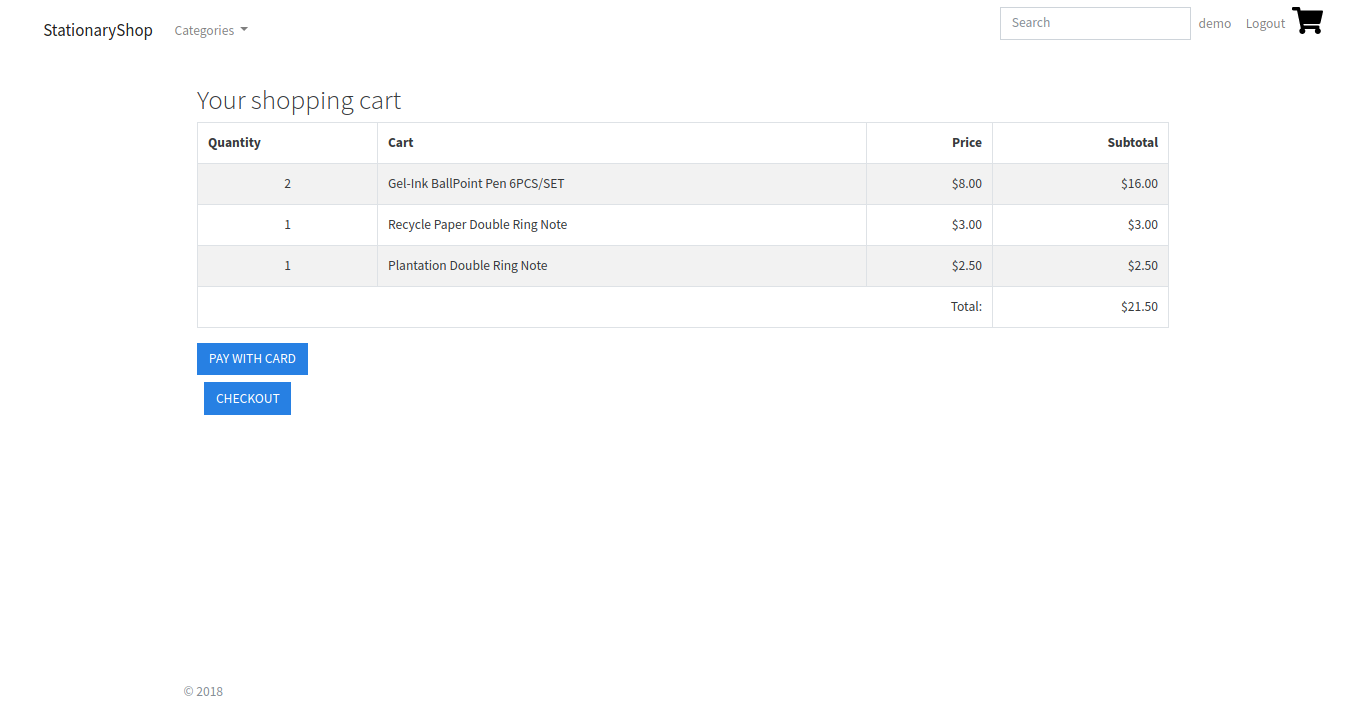 StationaryShop Categories Search demo Logout
Your shopping cart
Quantity Cart Price Subtotal
2 Gel-Ink BallPoint Pen 6PCS/SET $8.00 $16.00
1 Recycle Paper Double Ring Note $3.00 $3.00
1 Plantation Double Ring Note $2.50 $2.50
Total: $21.50
PAY WITH CARD
CHECKOUT
© 2018